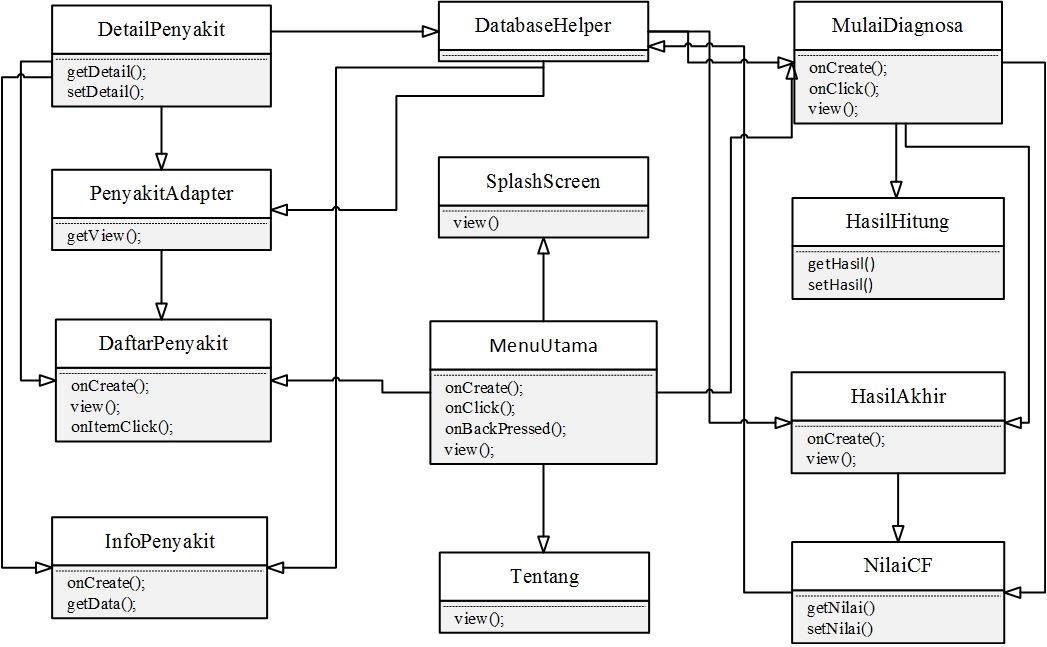 DetailPenyakit
getDetail();
setDetail();
DatabaseHelper
MulaiDiagnosa
onCreate();
onClick();
view();
PenyakitAdapter
getView();
SplashScreen
view()
HasilHitung
getHasil()
setHasil()
DaftarPenyakit
onCreate();
view();
onItemClick();
MenuUtama
onCreate();
onClick();
onBackPressed();
view();
HasilAkhir
onCreate();
view();
InfoPenyakit
onCreate();
getData();
Tentang
view();
NilaiCF
getNilai()
setNilai()